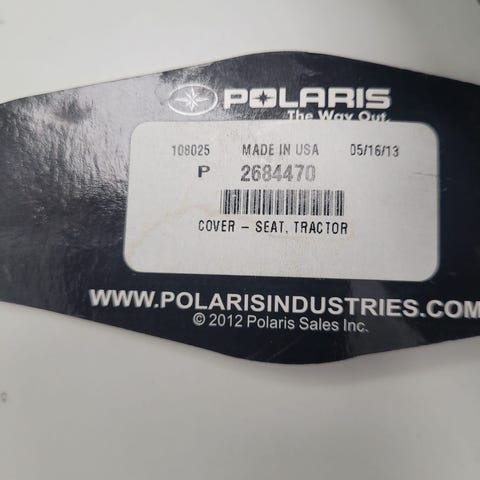 POLARIS
The Way Out.
108025 MADE IN USA 05/16/13
P 2684470
COVER - SEAT, TRACTOR
WWW.POLARISINDUSTRIES.COM
© 2012 Polaris Sales Inc.